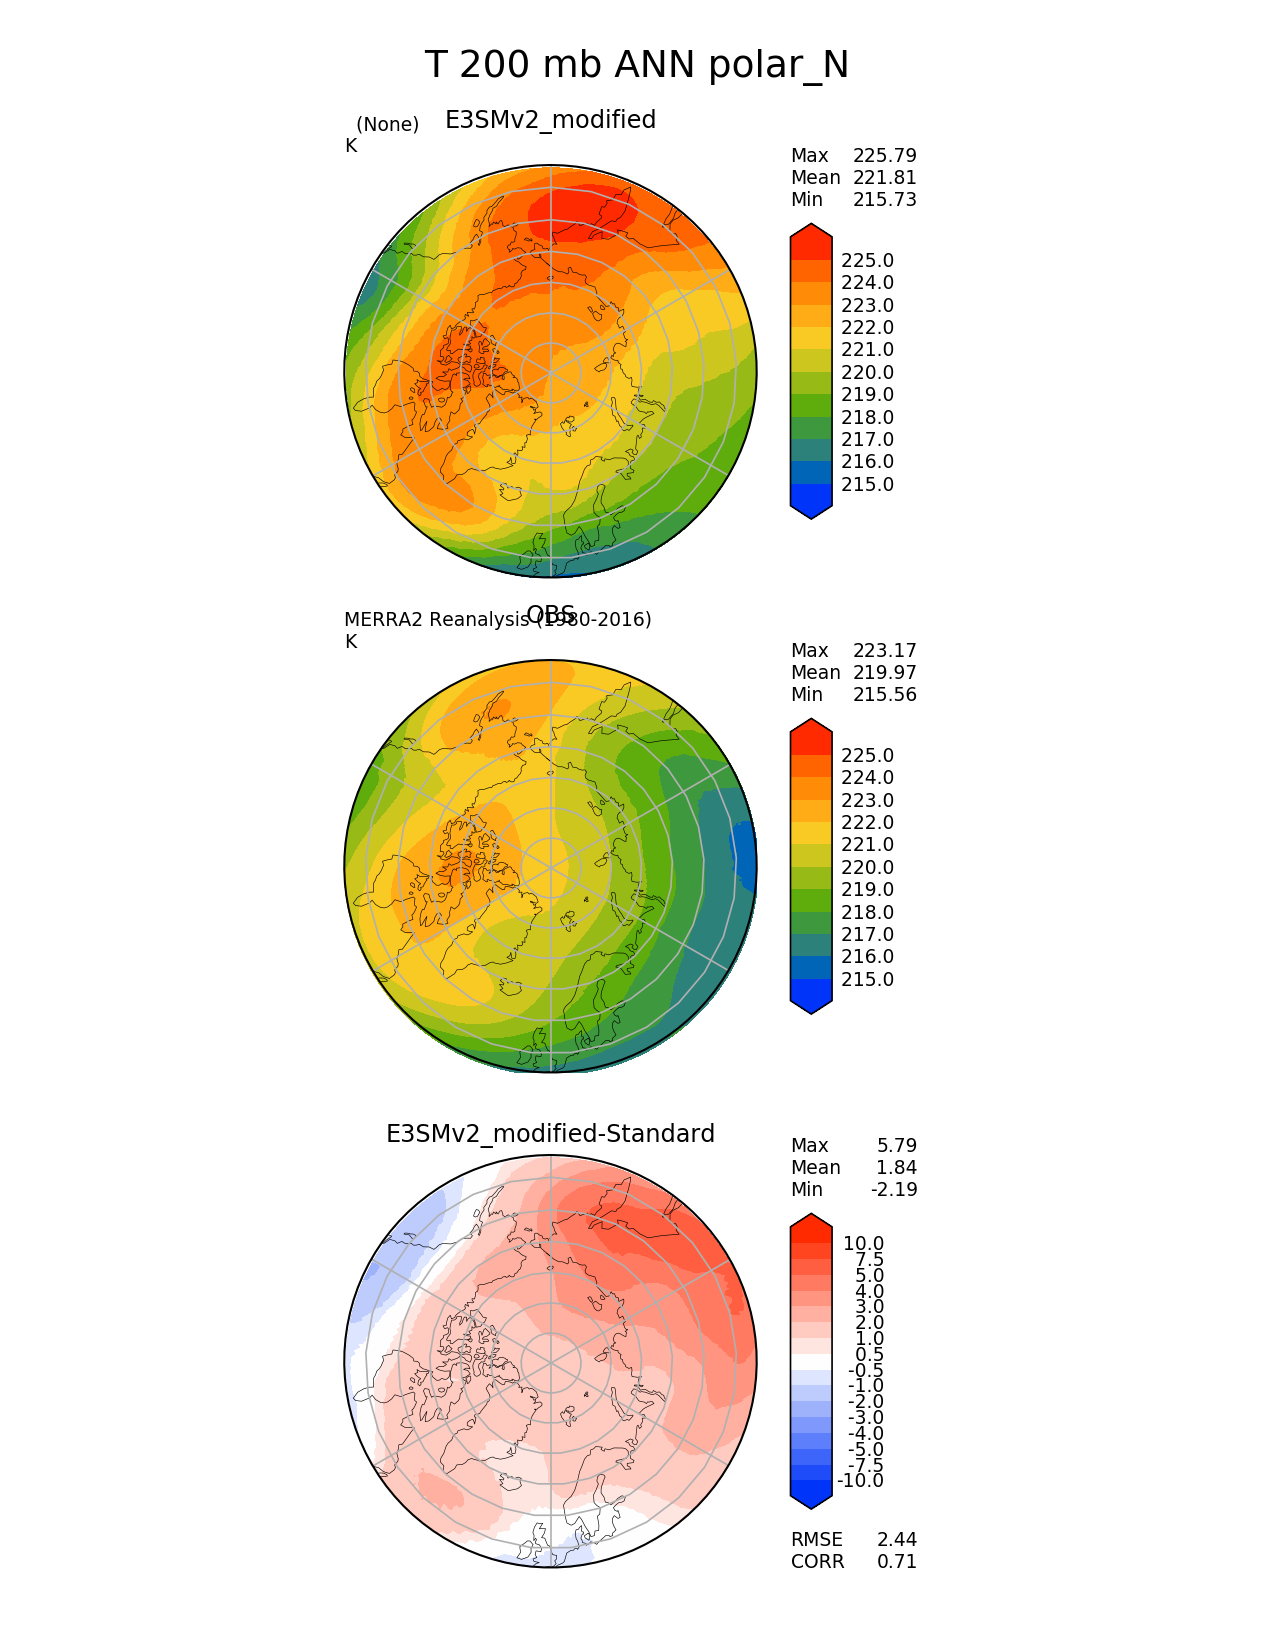 T 200 mb ANN polar_N
E3SMv2_modified
(None)
K
Max 225.79
Mean 221.81
Min 215.73
225.0
224.0
223.0
222.0
221.0
220.0
219.0
218.0
217.0
216.0
215.0
OBS
MERRA2 Reanalysis (1980-2016)
K
Max 223.17
Mean 219.97
Min 215.56
225.0
224.0
223.0
222.0
221.0
220.0
219.0
218.0
217.0
216.0
215.0
E3SMv2_modified-Standard
Max 5.79
Mean 1.84
Min -2.19
10.0
7.5
5.0
4.0
3.0
2.0
1.0
0.5
-0.5
-1.0
-2.0
-3.0
-4.0
-5.0
-7.5
-10.0
RMSE 2.44
CORR 0.71